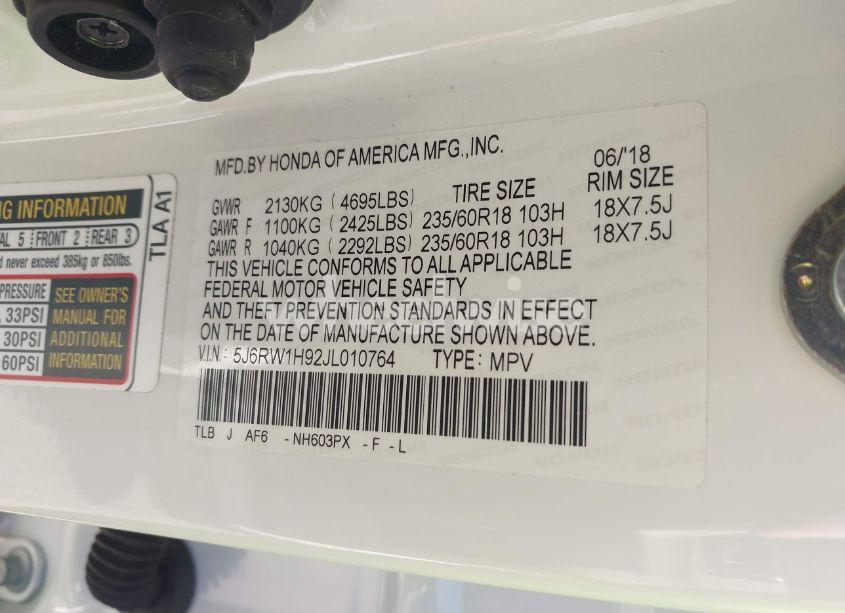 MFD.BY HONDA OF AMERICA MFG.,INC. 06/'18
GVWR 2130KG (4695LBS) TIRE SIZE RIM SIZE
GAWR F 1100KG (2425LBS) 235/60R18 103H 18X7.5J
GAWR R 1040KG (2292LBS) 235/60R18 103H 18X7.5J
THIS VEHICLE CONFORMS TO ALL APPLICABLE
FEDERAL MOTOR VEHICLE SAFETY
AND THEFT PREVENTION STANDARDS IN EFFECT
ON THE DATE OF MANUFACTURE SHOWN ABOVE.
V.I.N.: 5J6RW1H92JL010764 TYPE: MPV
TLB J AF6 -NH603PX -F -L
INFORMATION
5 FRONT 2 REAR 3
never exceed 385kg or 850lbs.
PRESSURE
33PSI
30PSI
60PSI
SEE OWNER'S
MANUAL FOR
ADDITIONAL
INFORMATION
TLA A1